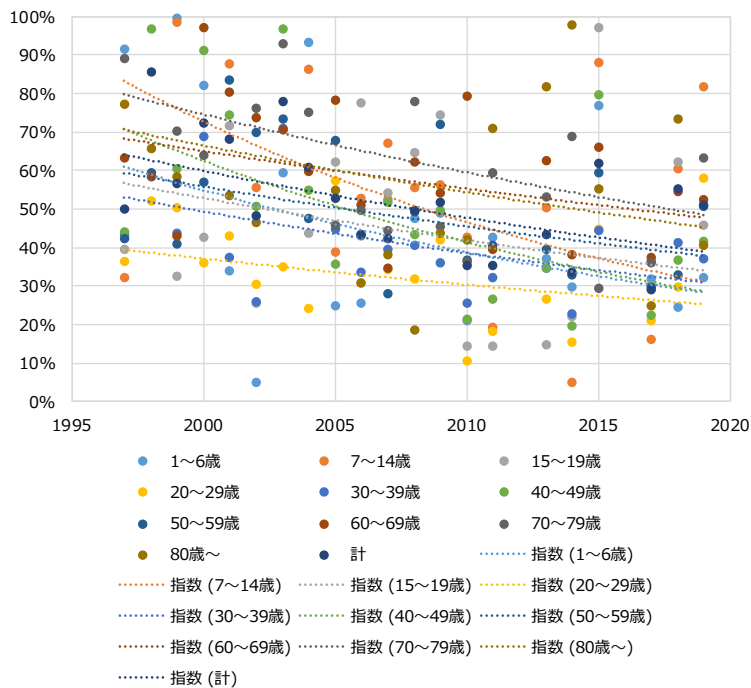 100%
90%
80%
70%
60%
50%
40%
30%
20%
10%
0%
1995 2000 2005 2010 2015 2020
1～6歳 7～14歳 15～19歳
20～29歳 30～39歳 40～49歳
50～59歳 60～69歳 70～79歳
80歳～ 計 指数 (1～6歳)
指数 (7～14歳) 指数 (15～19歳) 指数 (20～29歳)
指数 (30～39歳) 指数 (40～49歳) 指数 (50～59歳)
指数 (60～69歳) 指数 (70～79歳) 指数 (80歳～)
指数 (計)